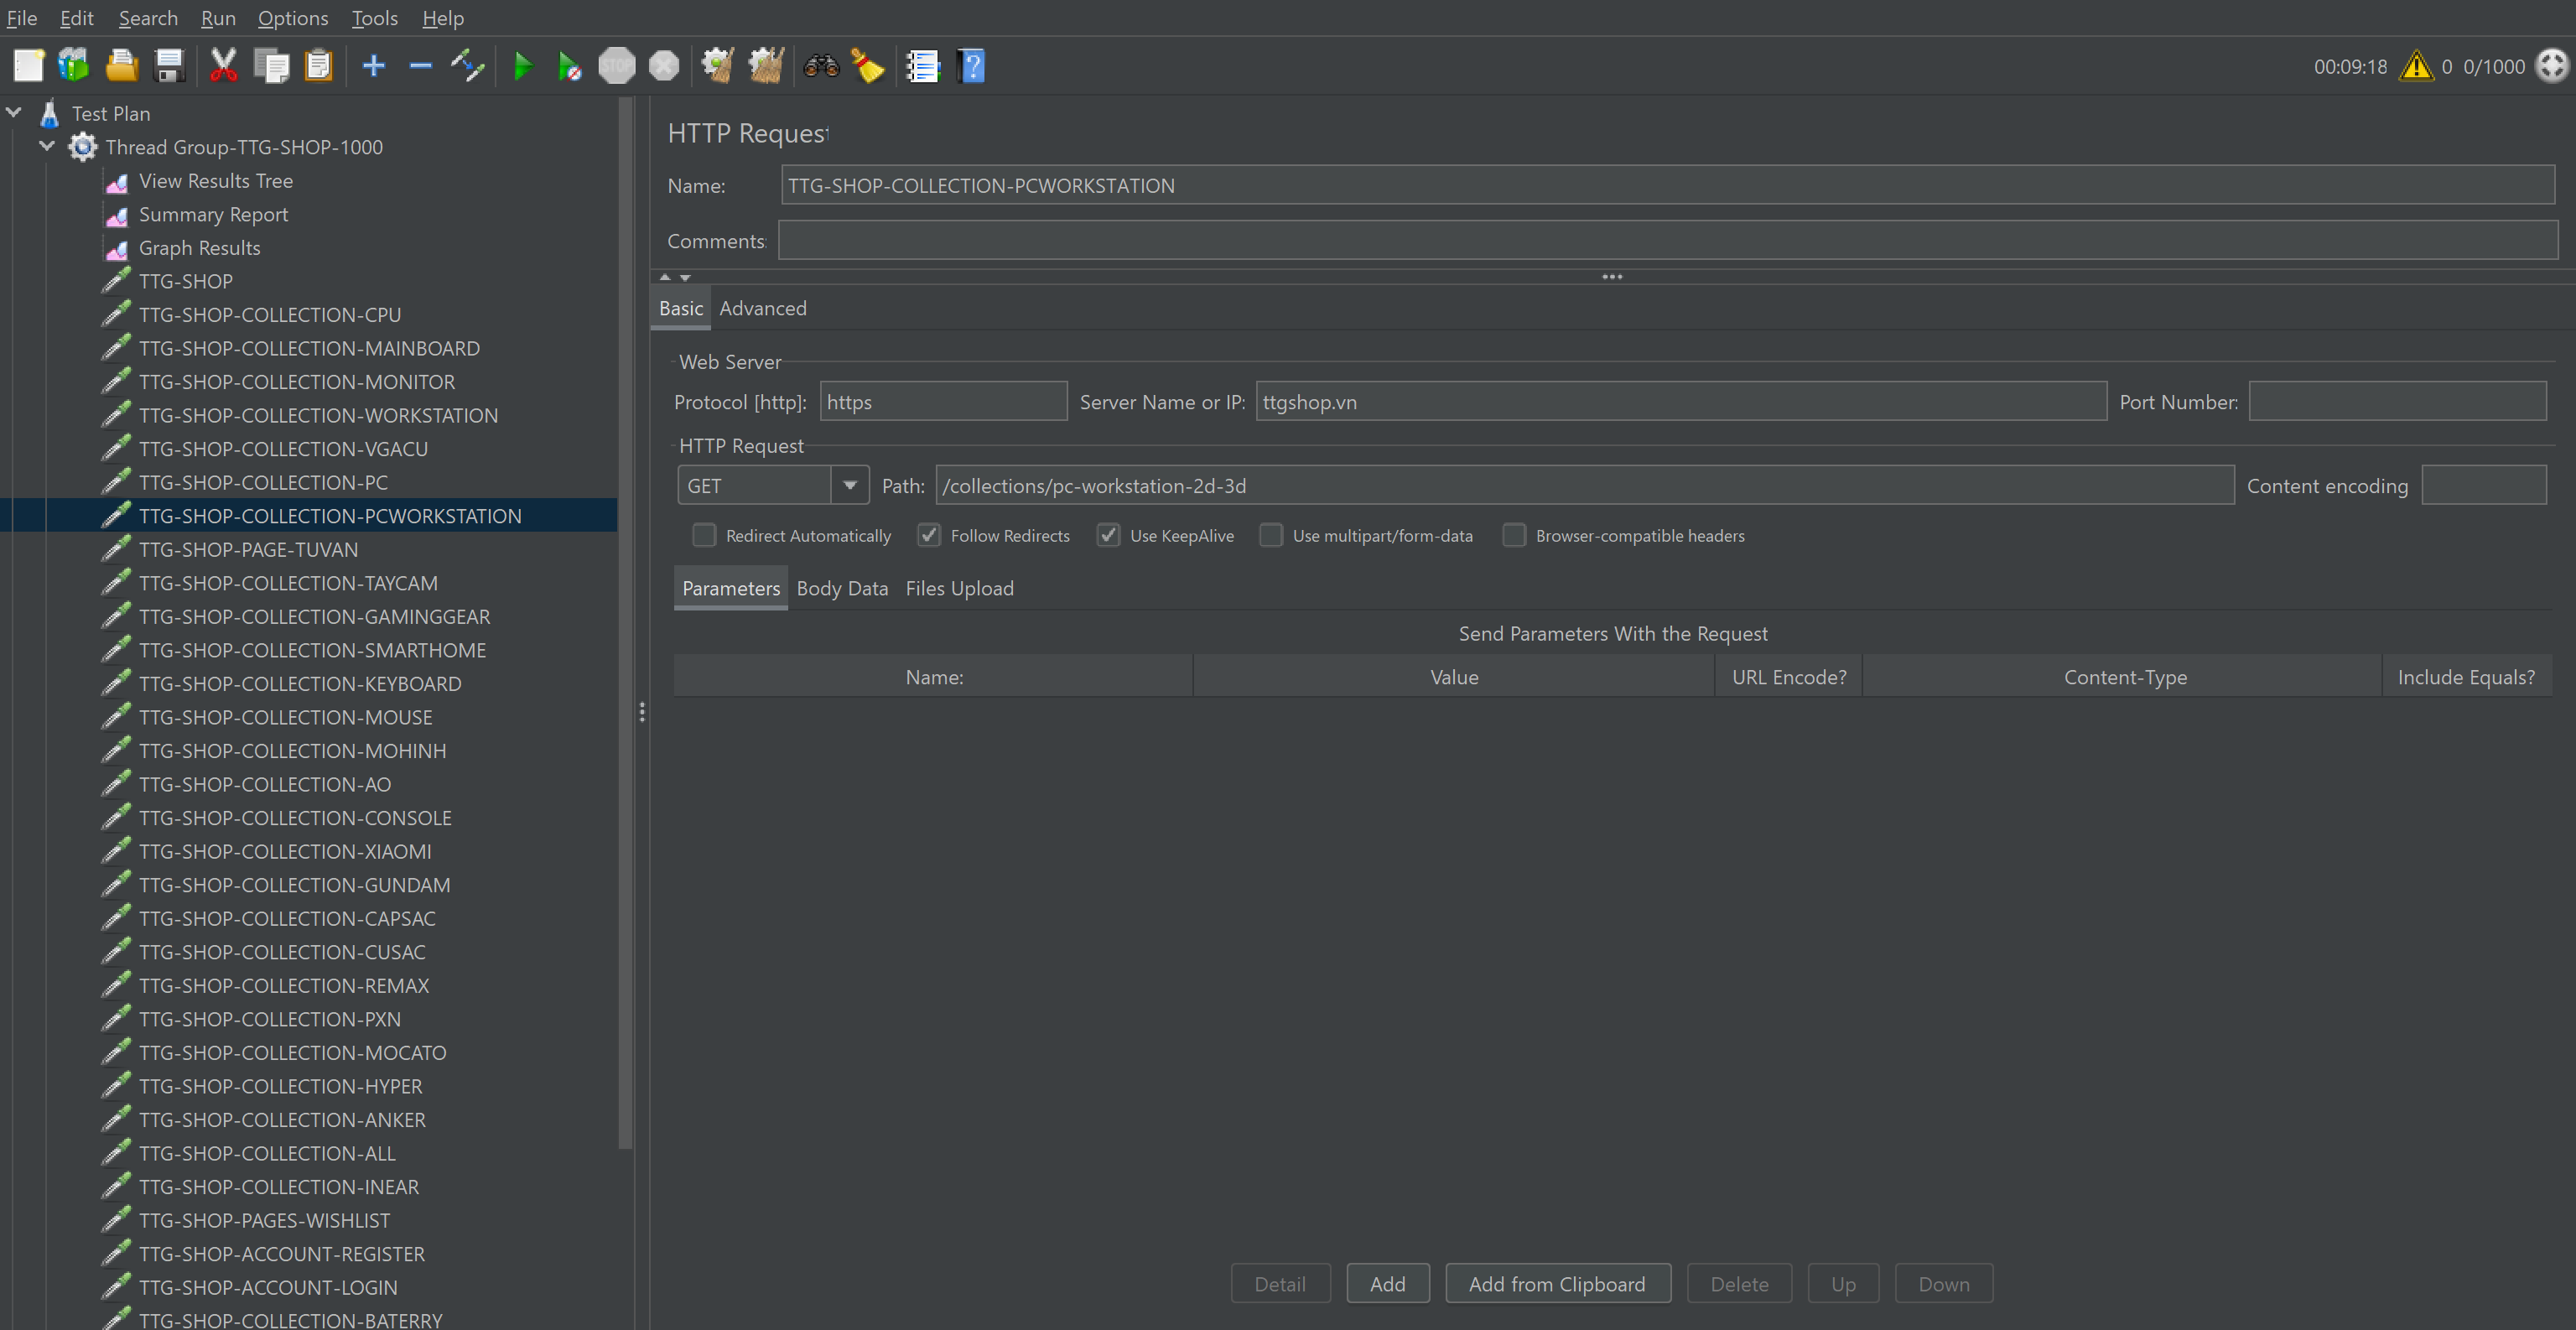 File Edit Search Run Options Tools Help
STOP
?
00:09:18 0 0/1000
Test Plan
Thread Group-TTG-SHOP-1000
View Results Tree
Summary Report
Graph Results
TTG-SHOP
TTG-SHOP-COLLECTION-CPU
TTG-SHOP-COLLECTION-MAINBOARD
TTG-SHOP-COLLECTION-MONITOR
TTG-SHOP-COLLECTION-WORKSTATION
TTG-SHOP-COLLECTION-VGACU
TTG-SHOP-COLLECTION-PC
TTG-SHOP-COLLECTION-PCWORKSTATION
TTG-SHOP-PAGE-TUVAN
TTG-SHOP-COLLECTION-TAYCAM
TTG-SHOP-COLLECTION-GAMINGGEAR
TTG-SHOP-COLLECTION-SMARTHOME
TTG-SHOP-COLLECTION-KEYBOARD
TTG-SHOP-COLLECTION-MOUSE
TTG-SHOP-COLLECTION-MOHINH
TTG-SHOP-COLLECTION-AO
TTG-SHOP-COLLECTION-CONSOLE
TTG-SHOP-COLLECTION-XIAOMI
TTG-SHOP-COLLECTION-GUNDAM
TTG-SHOP-COLLECTION-CAPSAC
TTG-SHOP-COLLECTION-CUSAC
TTG-SHOP-COLLECTION-REMAX
TTG-SHOP-COLLECTION-PXN
TTG-SHOP-COLLECTION-MOCATO
TTG-SHOP-COLLECTION-HYPER
TTG-SHOP-COLLECTION-ANKER
TTG-SHOP-COLLECTION-ALL
TTG-SHOP-COLLECTION-INEAR
TTG-SHOP-PAGES-WISHLIST
TTG-SHOP-ACCOUNT-REGISTER
TTG-SHOP-ACCOUNT-LOGIN
TTG-SHOP-COLLECTION-BATERRY
HTTP Request
Name: TTG-SHOP-COLLECTION-PCWORKSTATION
Comments:
Basic Advanced
Web Server
Protocol [http]: https Server Name or IP: ttgshop.vn Port Number:
HTTP Request
GET Path: /collections/pc-workstation-2d-3d Content encoding
Redirect Automatically Follow Redirects Use KeepAlive Use multipart/form-data Browser-compatible headers
Parameters Body Data Files Upload
Send Parameters With the Request
Name: Value URL Encode? Content-Type Include Equals?
Detail Add Add from Clipboard Delete Up Down